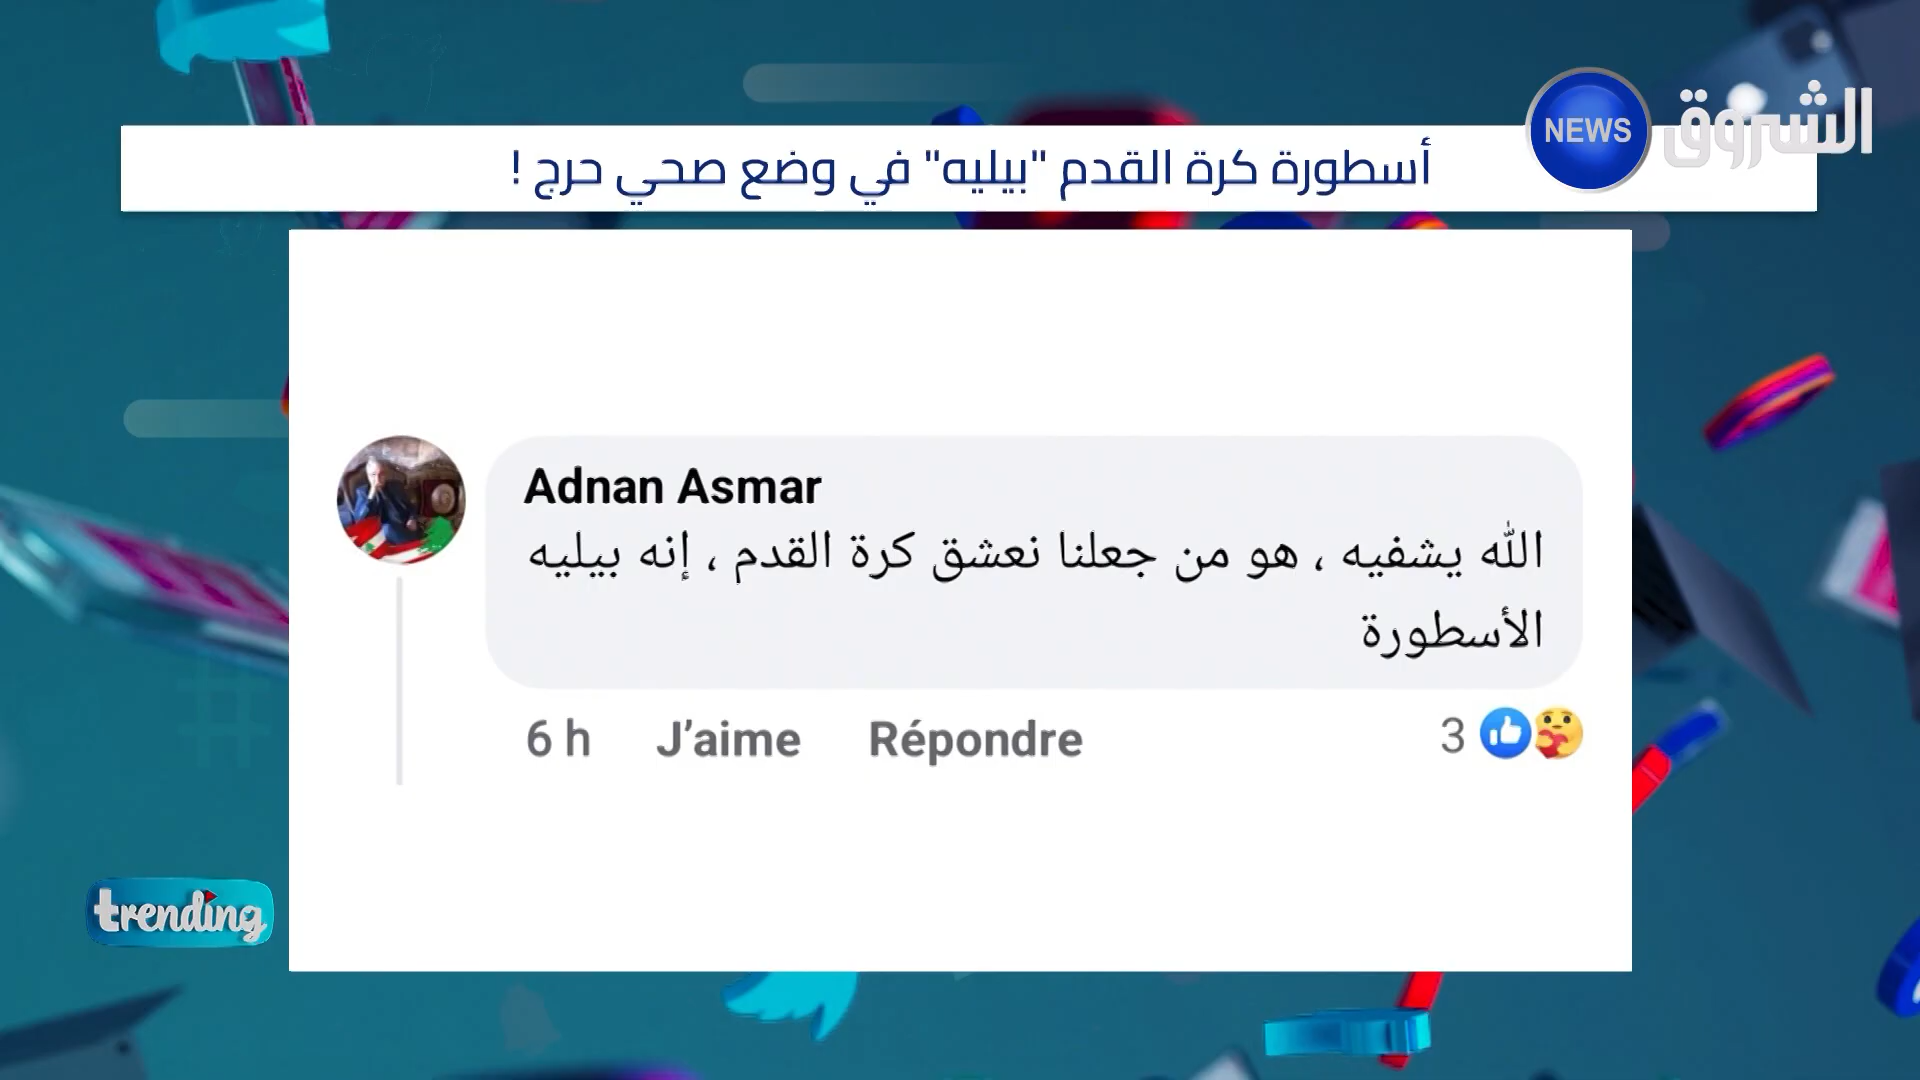 الشروق
NEWS
أسطورة كرة القدم "بيليه" في وضع صحي حرج !
Adnan Asmar
الله يشفيه ، هو من جعلنا نعشق كرة القدم ، إنه بيليه
الأسطورة
6 h J'aime Répondre 3
trending